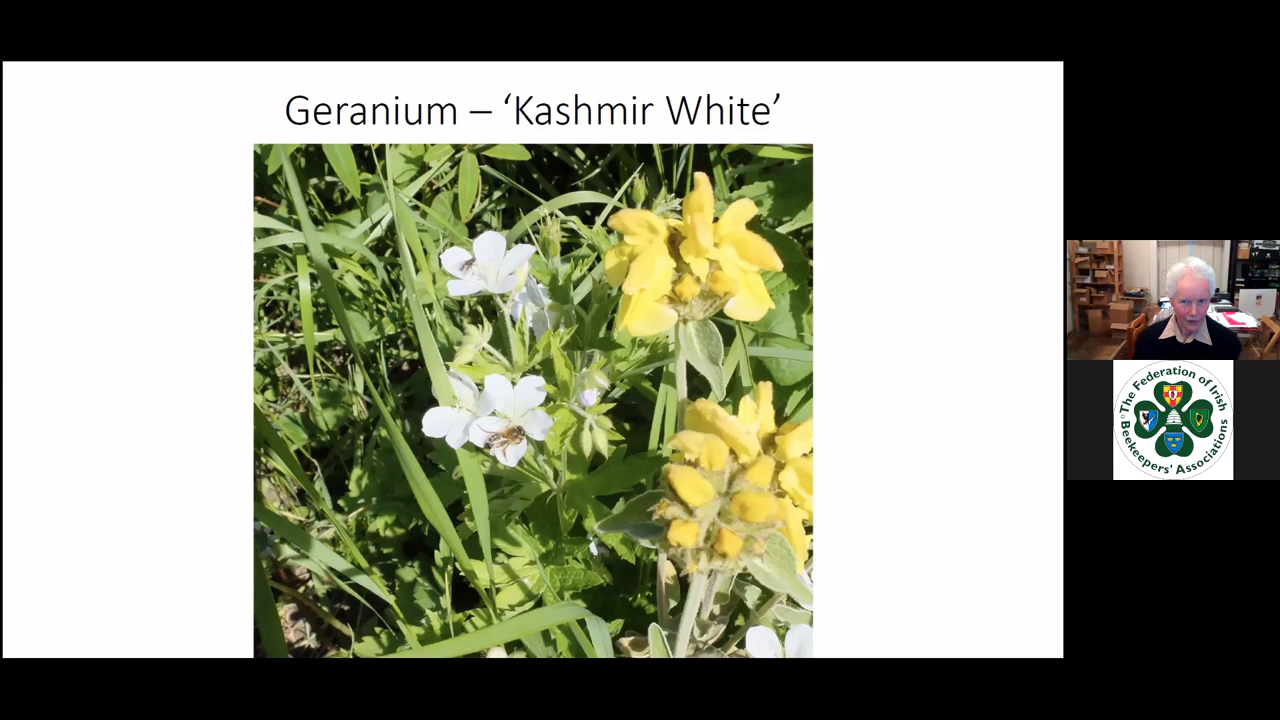 Geranium – ‘Kashmir White’
The Federation of Irish
Beekeepers' Associations